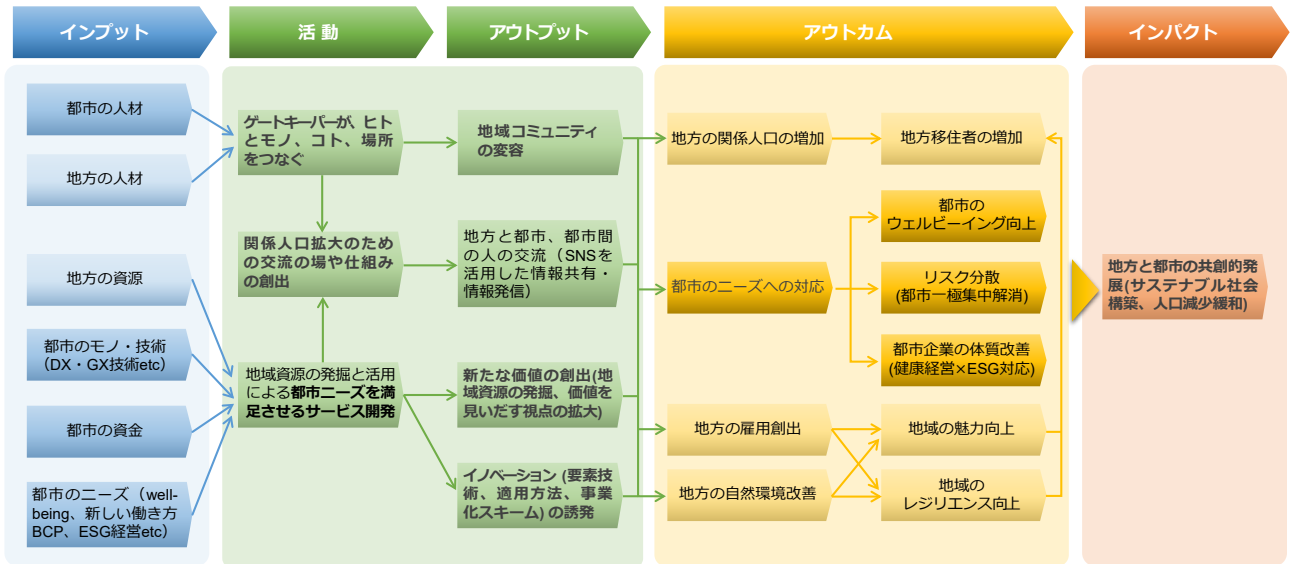 インプット
活 動
アウトプット
アウトカム
インパクト
都市の人材
地方の人材
地方の資源
都市のモノ・技術
（DX・GX技術etc）
都市の資金
都市のニーズ（well-
being、新しい働き方
BCP、ESG経営etc）
ゲートキーパーが、ヒト
とモノ、コト、場所
をつなぐ
関係人口拡大のため
の交流の場や仕組み
の創出
地域資源の発掘と活用
による都市ニーズを満
足させるサービス開発
地域コミュニティ
の変容
地方と都市、都市間
の人の交流（SNSを
活用した情報共有・
情報発信）
新たな価値の創出(地
域資源の発掘、価値を
見いだす視点の拡大)
イノベーション (要素技
術、適用方法、事業
化スキーム) の誘発
地方の関係人口の増加
都市のニーズへの対応
地方の雇用創出
地方の自然環境改善
地方移住者の増加
都市の
ウェルビーイング向上
リスク分散
(都市一極集中解消)
都市企業の体質改善
(健康経営×ESG対応)
地域の魅力向上
地域の
レジリエンス向上
地方と都市の共創的発
展(サステナブル社会
構築、人口減少緩和)